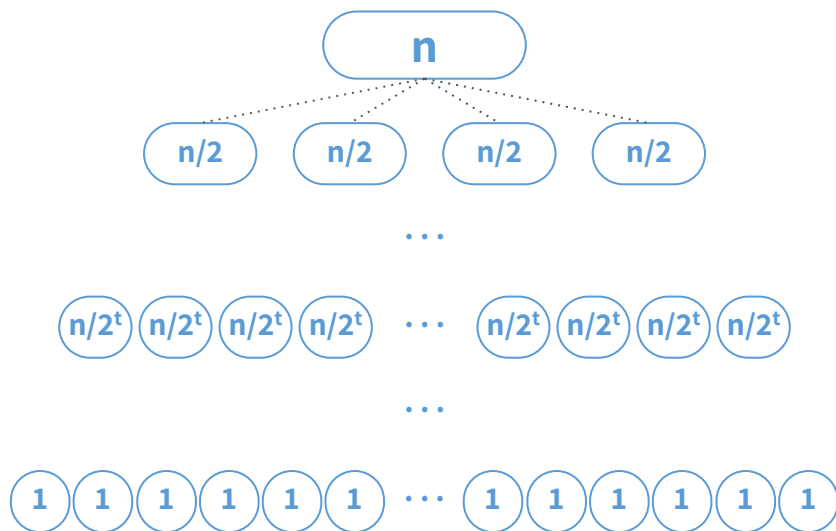 n
n/2 n/2 n/2 n/2
...
n/2ᵗ n/2ᵗ n/2ᵗ n/2ᵗ ... n/2ᵗ n/2ᵗ n/2ᵗ n/2ᵗ
...
1 1 1 1 1 1 ... 1 1 1 1 1 1